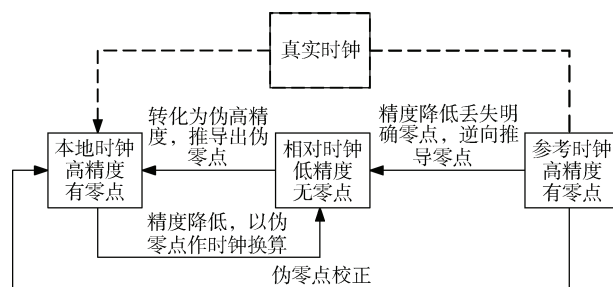 真实时钟
转化为伪高精
度，推导出伪
零点
精度降低丢失明
确零点，逆向推
导零点
本地时钟
高精度
有零点
相对时钟
低精度
无零点
参考时钟
高精度
有零点
精度降低，以伪
零点作时钟换算
伪零点校正